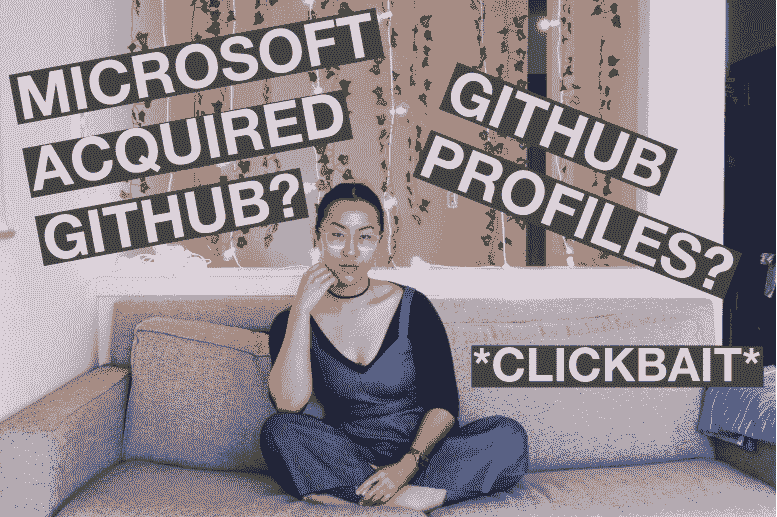 MICROSOFT
ACQUIRED
GITHUB?
GITHUB
PROFILES?
*CLICKBAIT*